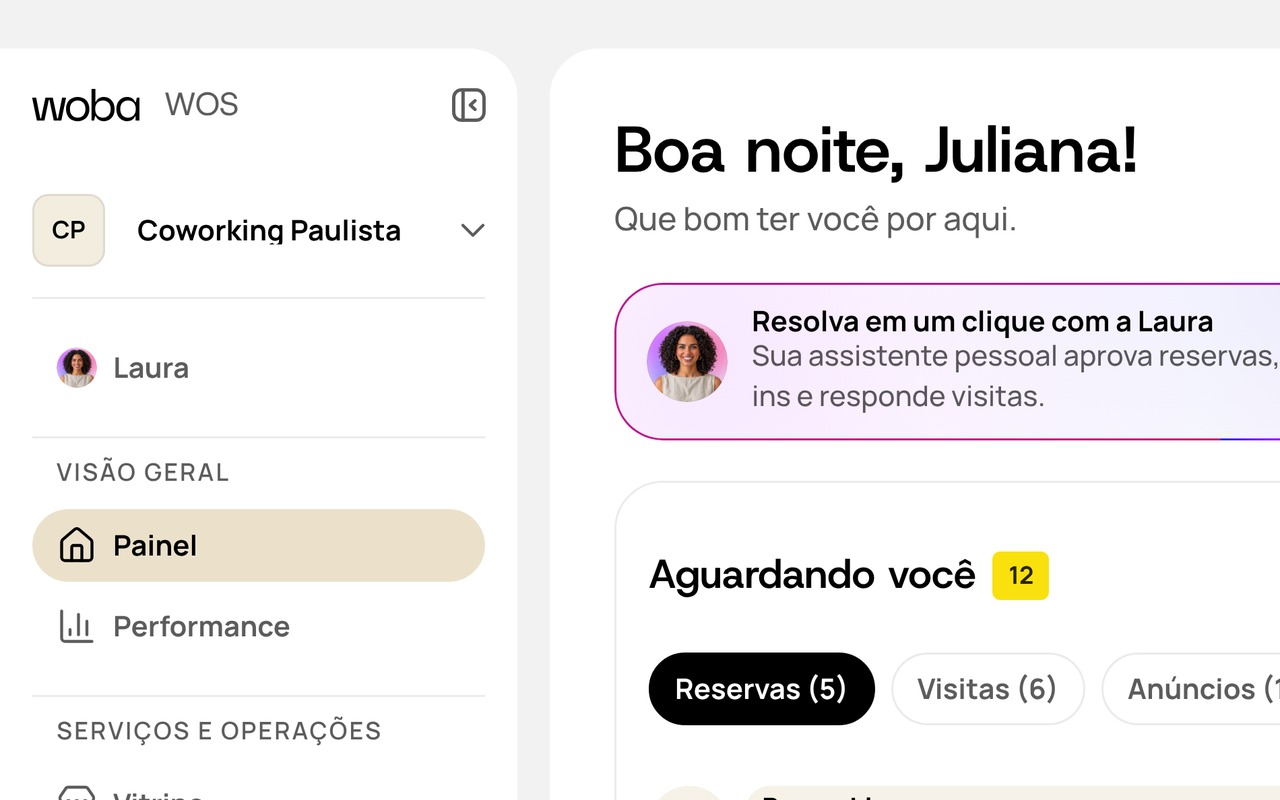 woba WOS
CP
Coworking Paulista
Laura
VISÃO GERAL
Painel
Performance
SERVIÇOS E OPERAÇÕES
Boa noite, Juliana!
Que bom ter você por aqui.
Resolva em um clique com a Laura
Sua assistente pessoal aprova reservas,
ins e responde visitas.
Aguardando você 12
Reservas (5)
Visitas (6)
Anúncios (1